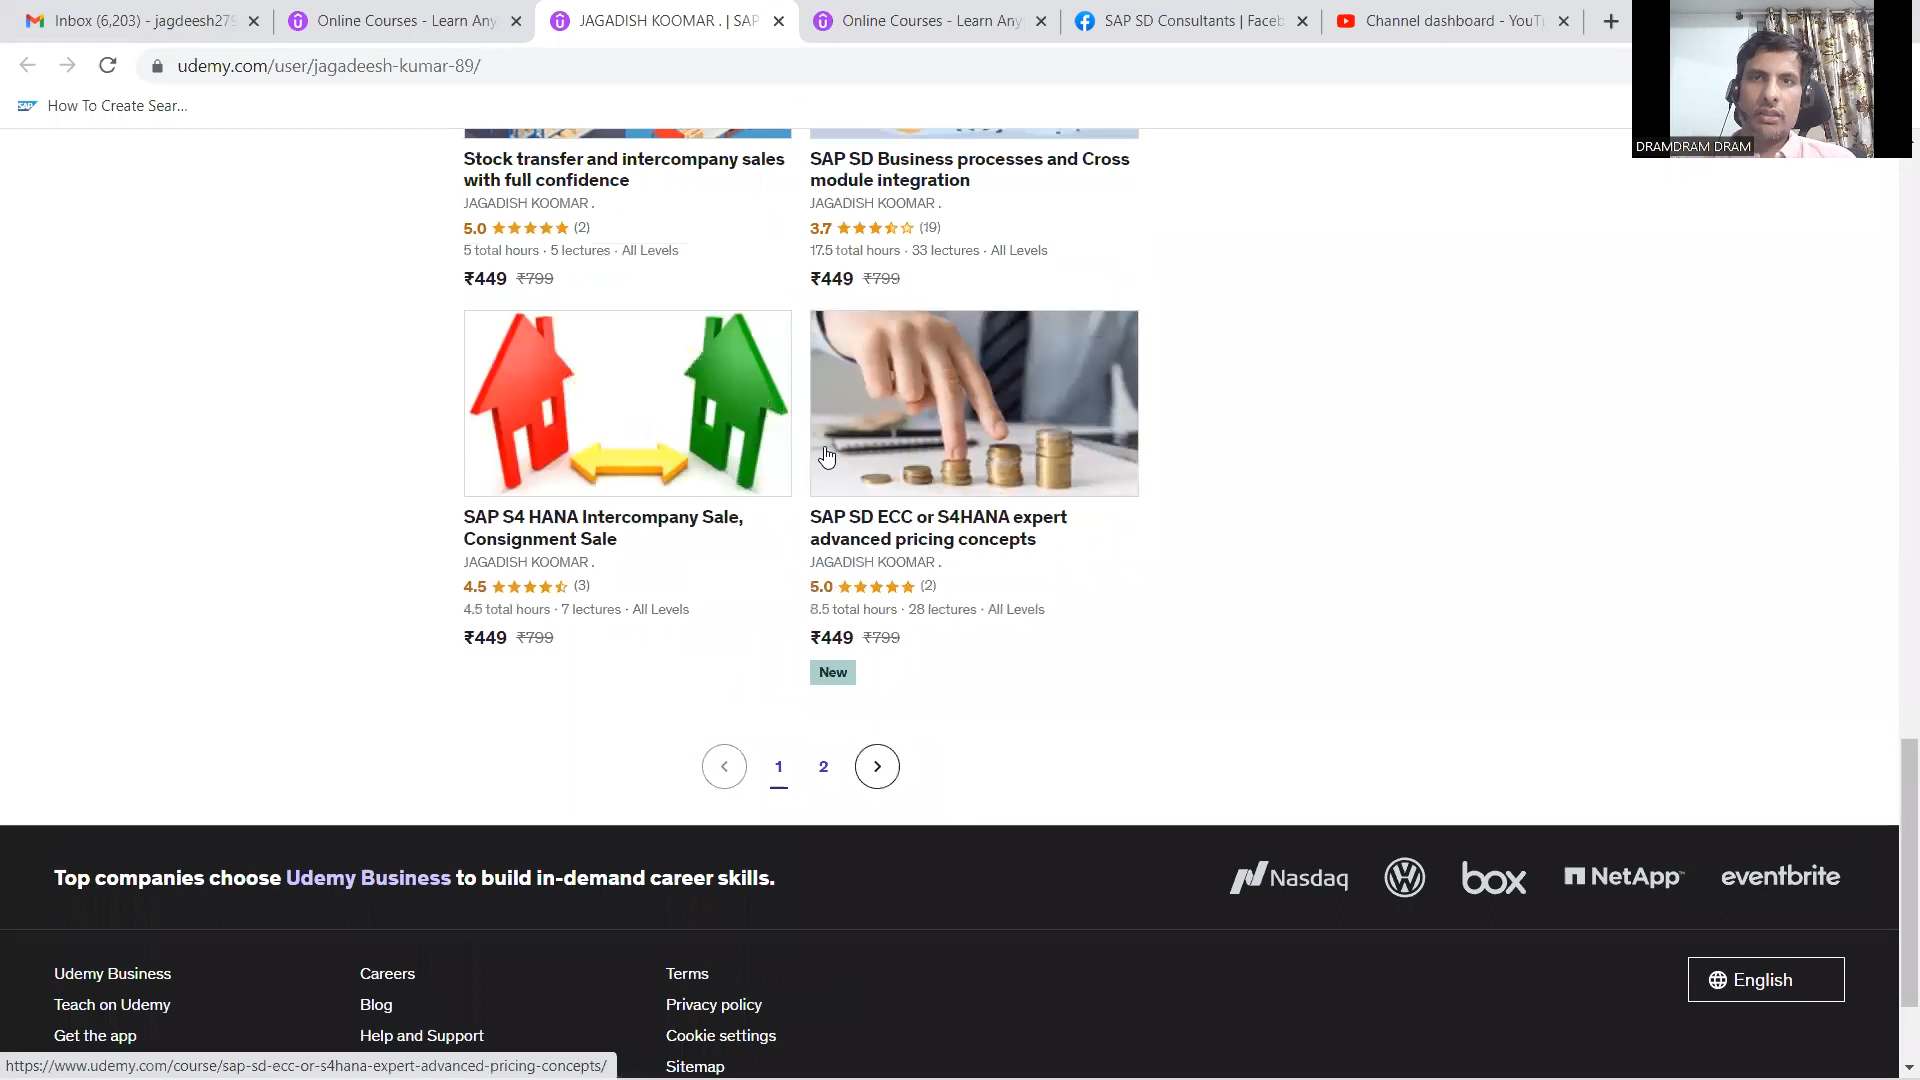 Inbox (6,203) - jagdeesh279
Online Courses - Learn Any
JAGADISH KOOMAR . | SAP
Online Courses - Learn Any
SAP SD Consultants | Faceb
Channel dashboard - YouTu
udemy.com/user/jagadeesh-kumar-89/
SAP How To Create Sear...
DRAMDRAM DRAM
Stock transfer and intercompany sales
with full confidence
JAGADISH KOOMAR .
5.0 (2)
5 total hours · 5 lectures · All Levels
₹449 ₹799
SAP SD Business processes and Cross
module integration
JAGADISH KOOMAR .
3.7 (19)
17.5 total hours · 33 lectures · All Levels
₹449 ₹799
SAP S4 HANA Intercompany Sale,
Consignment Sale
JAGADISH KOOMAR .
4.5 (3)
4.5 total hours · 7 lectures · All Levels
₹449 ₹799
SAP SD ECC or S4HANA expert
advanced pricing concepts
JAGADISH KOOMAR .
5.0 (2)
8.5 total hours · 28 lectures · All Levels
₹449 ₹799
New
1 2
Top companies choose Udemy Business to build in-demand career skills.
Nasdaq
box
NetApp
eventbrite
Udemy Business
Teach on Udemy
Get the app
Careers
Blog
Help and Support
Terms
Privacy policy
Cookie settings
Sitemap
English
https://www.udemy.com/course/sap-sd-ecc-or-s4hana-expert-advanced-pricing-concepts/